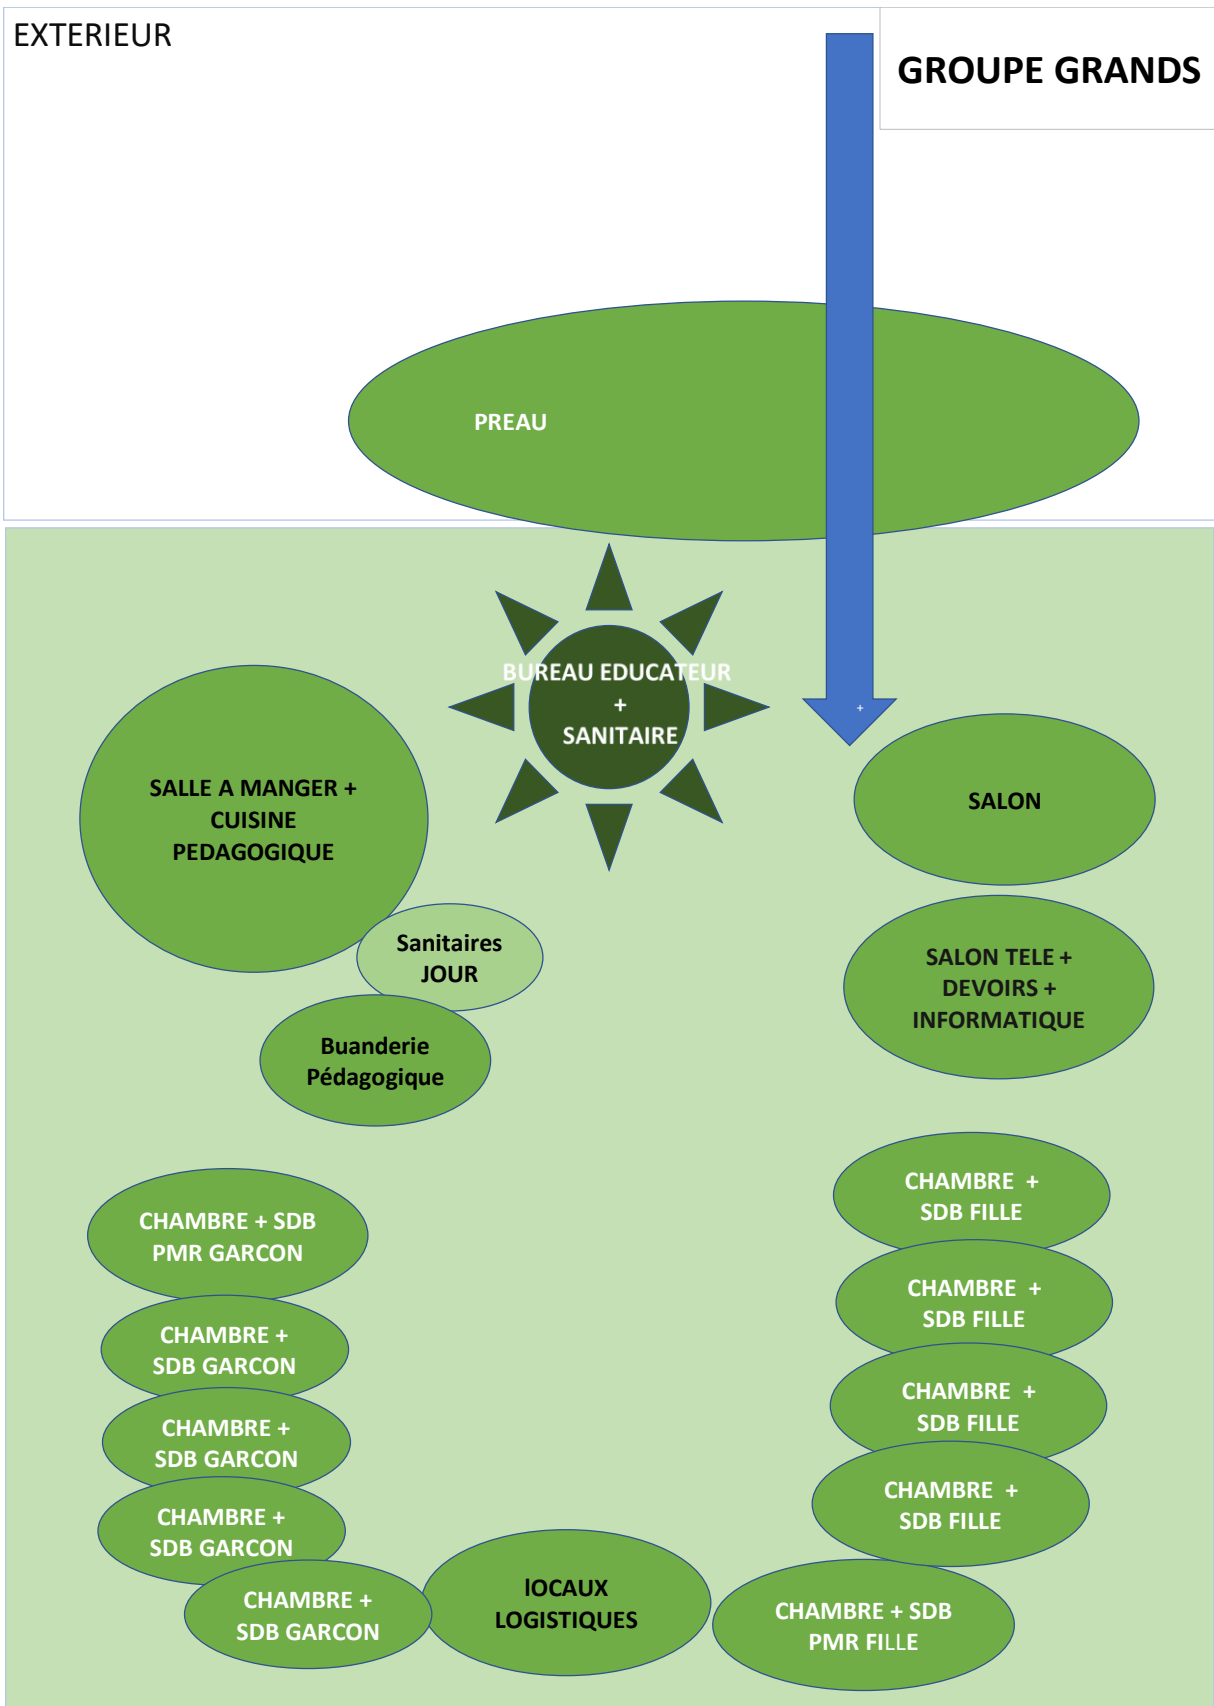 EXTERIEUR
GROUPE GRANDS
PREAU
BUREAU EDUCATEUR
+
SANITAIRE
+
SALLE A MANGER +
CUISINE
PEDAGOGIQUE
SALON
Sanitaires
JOUR
SALON TELE +
DEVOIRS +
INFORMATIQUE
Buanderie
Pédagogique
CHAMBRE +
SDB FILLE
CHAMBRE + SDB
PMR GARCON
CHAMBRE +
SDB FILLE
CHAMBRE +
SDB GARCON
CHAMBRE +
SDB FILLE
CHAMBRE +
SDB GARCON
CHAMBRE +
SDB FILLE
CHAMBRE +
SDB GARCON
CHAMBRE +
SDB GARCON
lOCAUX
LOGISTIQUES
CHAMBRE + SDB
PMR FILLE